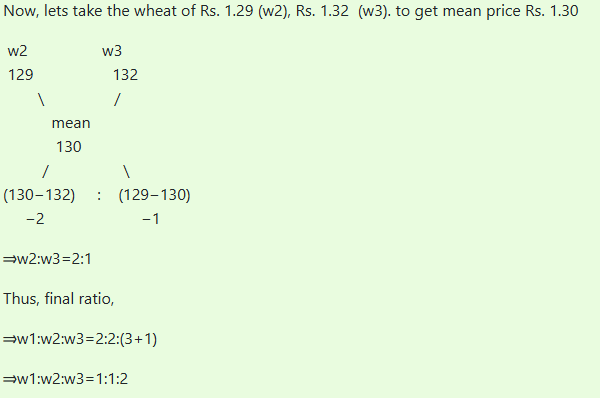 Now, lets take the wheat of Rs. 1.29 (w2), Rs. 1.32 (w3). to get mean price Rs. 1.30
w2 w3
129 132
\ /
mean
130
/ \
(130−132) : (129−130)
−2 −1
⇒w2:w3=2:1
Thus, final ratio,
⇒w1:w2:w3=2:2:(3+1)
⇒w1:w2:w3=1:1:2